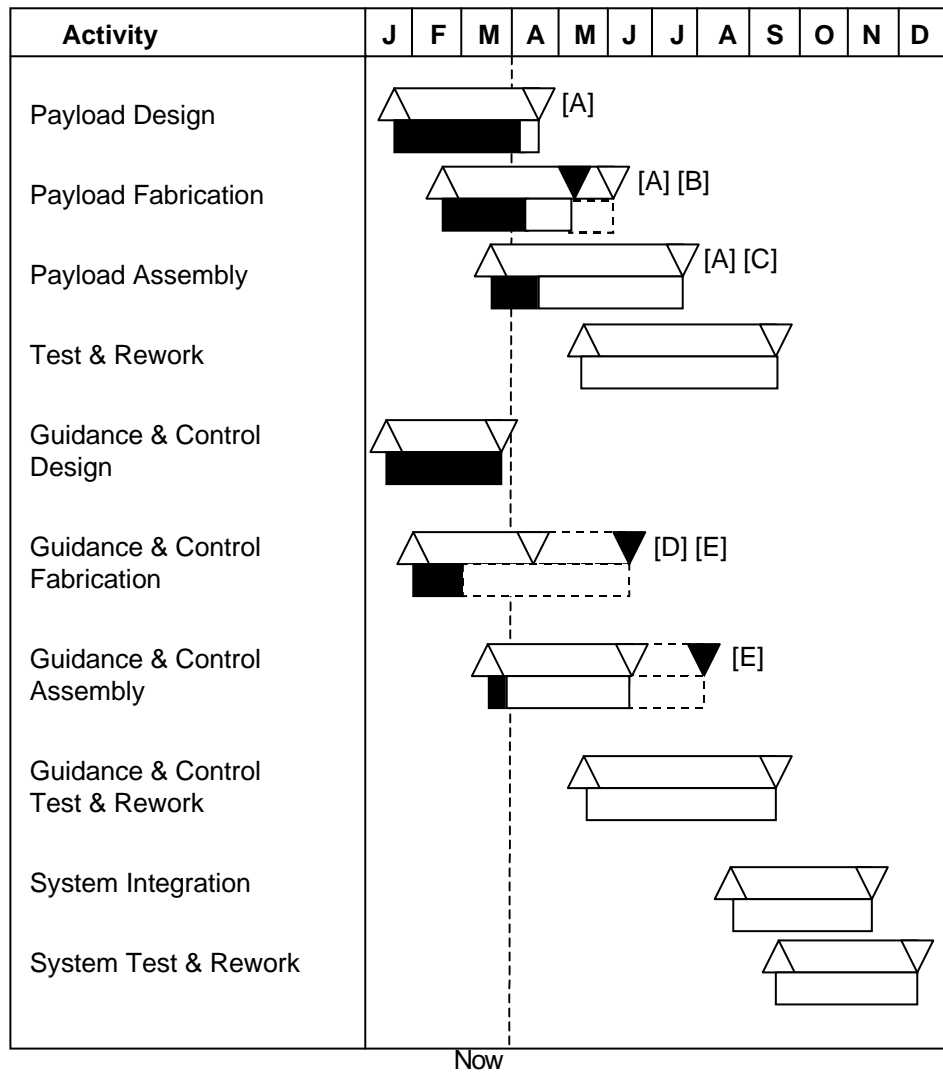 Activity J F M A M J J A S O N D
Payload Design [A]
Payload Fabrication [A] [B]
Payload Assembly [A] [C]
Test & Rework
Guidance & Control
Design
Guidance & Control
Fabrication [D] [E]
Guidance & Control
Assembly [E]
Guidance & Control
Test & Rework
System Integration
System Test & Rework
Now